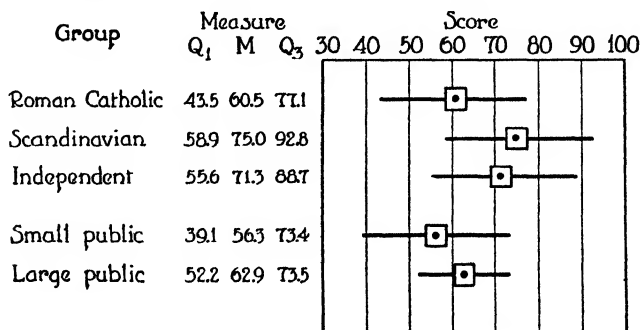 Group Measure Score
Q1 M Q3 30 40 50 60 70 80 90 100
Roman Catholic 43.5 60.5 77.1
Scandinavian 58.9 75.0 92.8
Independent 55.6 71.3 88.7
Small public 39.1 56.3 73.4
Large public 52.2 62.9 73.5